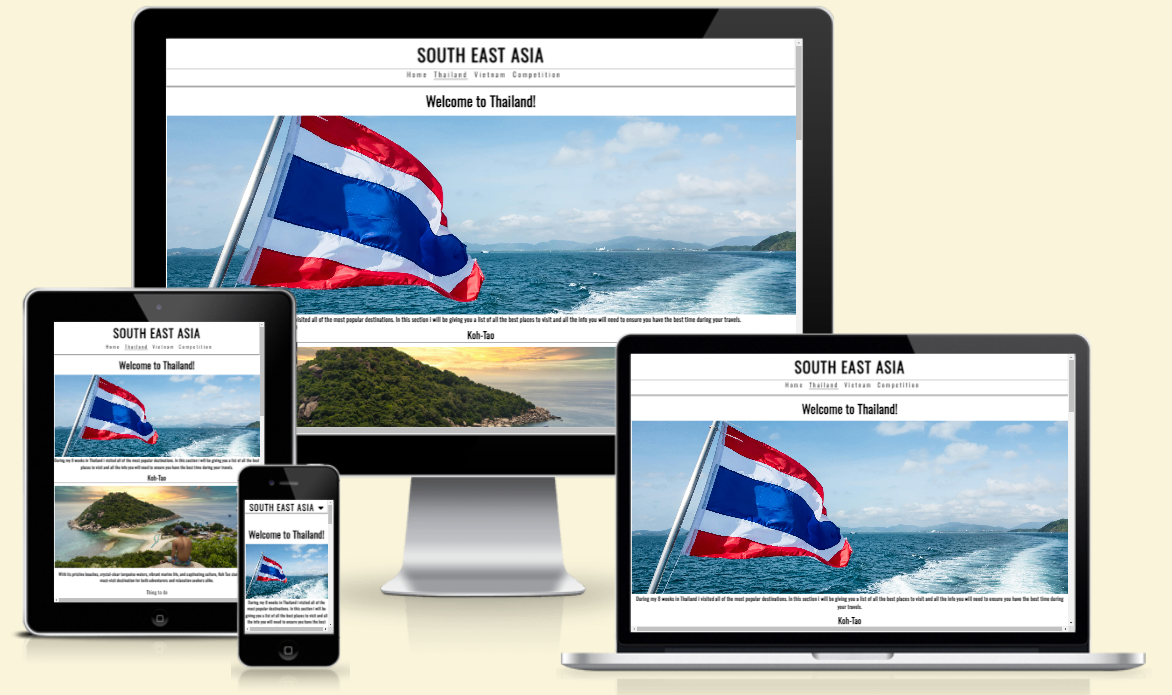 SOUTH EAST ASIA
Home Thailand Vietnam Competition
Welcome to Thailand!
visited all of the most popular destinations. In this section i will be giving you a list of all the best places to visit and all the info you will need to ensure you have the best time during your travels.
Koh-Tao
SOUTH EAST ASIA
Home Thailand Vietnam Competition
Welcome to Thailand!
During my 6 weeks in Thailand i visited all of the most popular destinations. In this section i will be giving you a list of all the best
places to visit and all the info you will need to ensure you have the best time during your travels.
Koh-Tao
With its pristine beaches, crystal-clear turquoise waters, vibrant marine life, and captivating culture, Koh Tao
must-visit destination for both adventurers and relaxation seekers alike.
Thing to do
SOUTH EAST ASIA
Welcome to Thailand!
During my 6 weeks in Thailand i visited all of the
most popular destinations. In this section i will be
giving you a list of all the best places to visit and all
the info you will need to ensure you have the best
SOUTH EAST ASIA
Home Thailand Vietnam Competition
Welcome to Thailand!
During my 6 weeks in Thailand i visited all of the most popular destinations. In this section i will be giving you a list of all the best places to visit and all the info you will need to ensure you have the best time during
your travels.
Koh-Tao